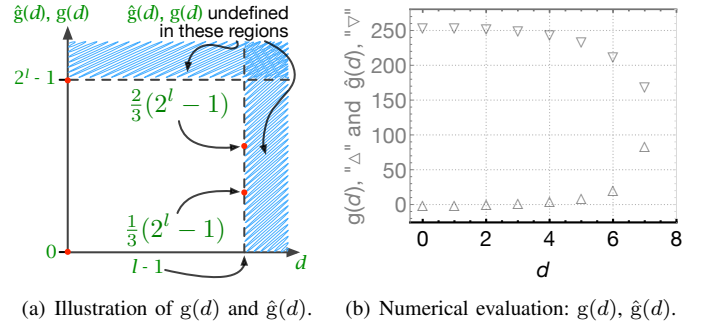 ĝ(d), g(d)
ĝ(d), g(d) undefined
in these regions
2^l - 1
2/3(2^l − 1)
1/3(2^l − 1)
0
l - 1
d
g(d), "△" and ĝ(d), "▽"
250
200
150
100
50
0
0 2 4 6 8
d
(a) Illustration of g(d) and ĝ(d).
(b) Numerical evaluation: g(d), ĝ(d).